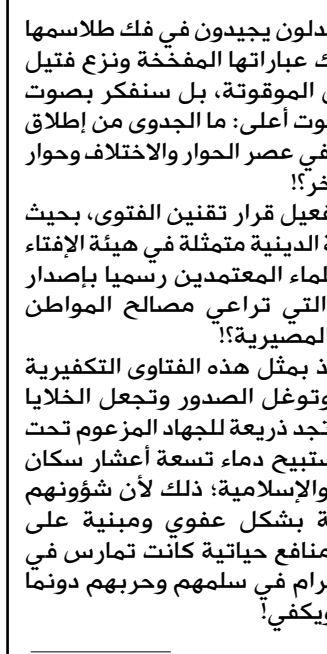 دلون يجيدون في فك طلاسمها
ك عباراتها المفخخة ونزع فتيل
الموقوتة، بل سنفكر بصوت
وت أعلى: ما الجدوى من إطلاق
في عصر الحوار والاختلاف وحوار
خر؟!
فعيل قرار تقنين الفتوى، بحيث
ة الدينية متمثلة في هيئة الإفتاء
لماء المعتمدين رسميا بإصدار
التي تراعي مصالح المواطن
المصيرية؟!
ذ بمثل هذه الفتاوى التكفيرية
وتوغل الصدور وتجعل الخلايا
تجد ذريعة للجهاد المزعوم تحت
ستبيح دماء تسعة أعشار سكان
والإسلامية؛ ذلك لأن شؤونهم
ة بشكل عفوي ومبنية على
منافع حياتية كانت تمارس في
رام في سلمهم وحربهم دونما
ويكفي!